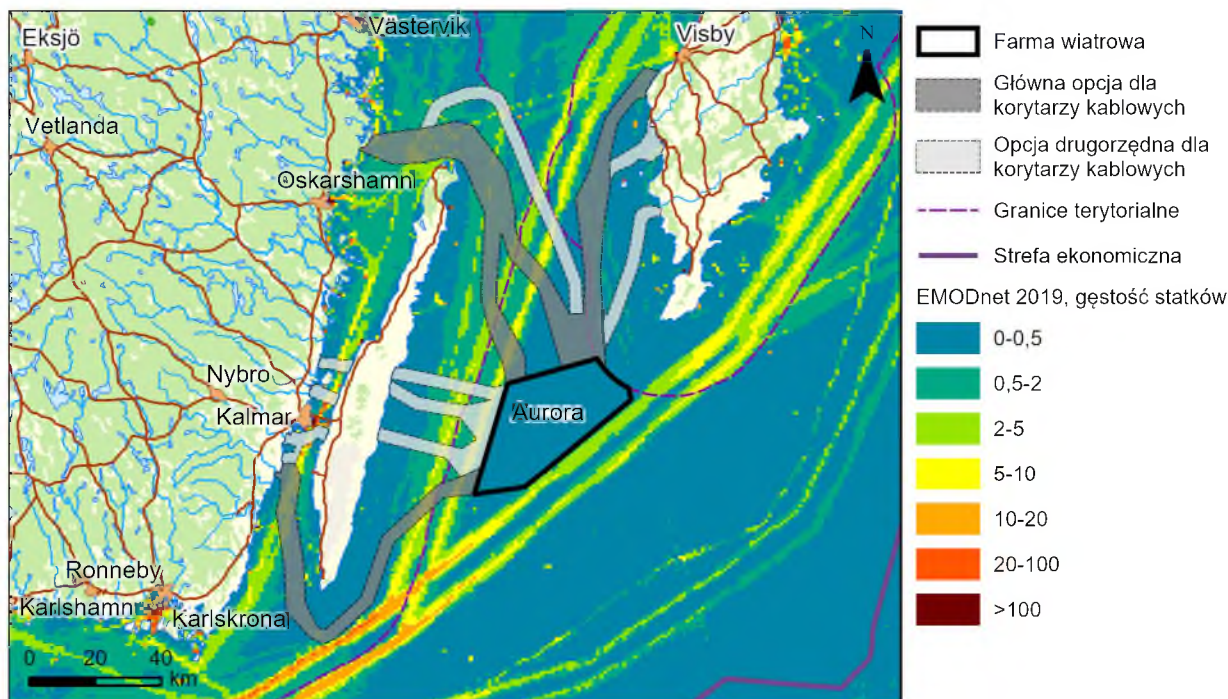 Västervik
Eksjö
Visby
N
Vetlanda
Oskarshamn
Nybro
Kalmar
Aurora
Ronneby
Karlshamn
Karlskrona
0 20 40
km
Farma wiatrowa
Główna opcja dla
korytarzy kablowych
Opcja drugorzędna dla
korytarzy kablowych
Granice terytorialne
Strefa ekonomiczna
EMODnet 2019, gęstość statków
0-0,5
0,5-2
2-5
5-10
10-20
20-100
>100